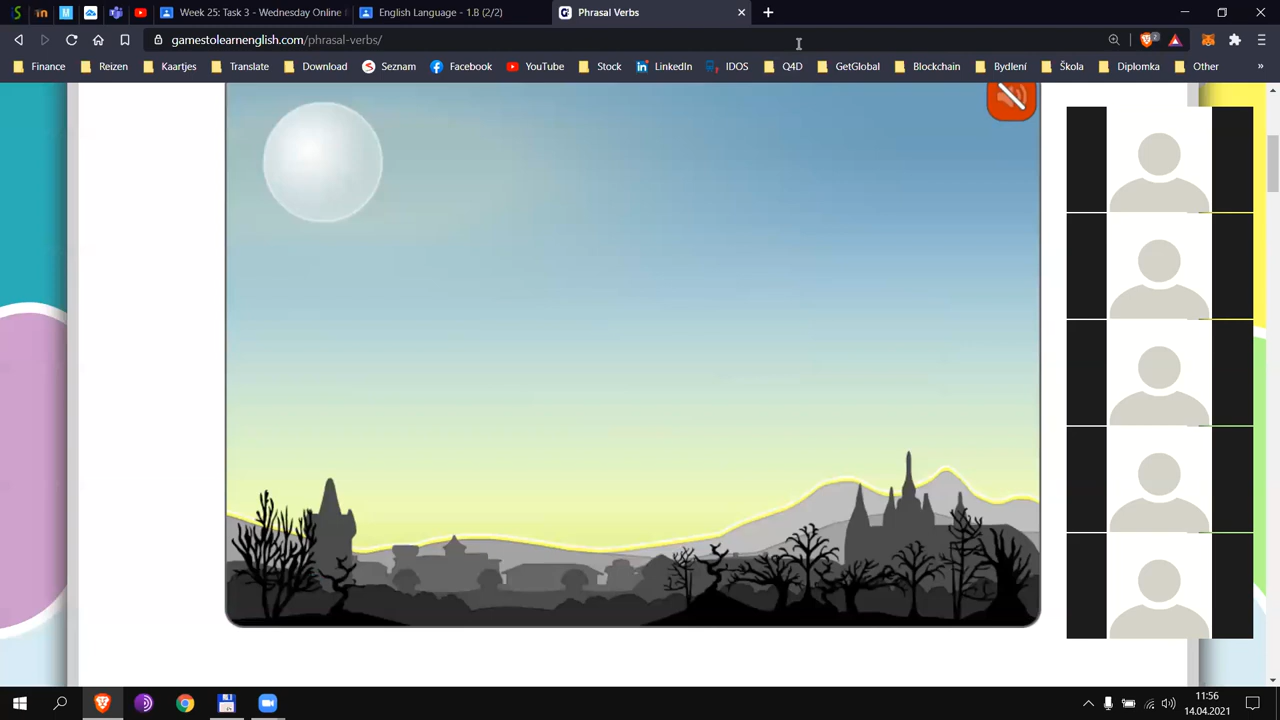 Week 25: Task 3 - Wednesday Online
English Language - 1.B (2/2)
Phrasal Verbs
gamestolearnenglish.com/phrasal-verbs/
2
Finance
Reizen
Kaartjes
Translate
Download
Seznam
Facebook
YouTube
Stock
LinkedIn
IDOS
Q4D
GetGlobal
Blockchain
Bydlení
Škola
Diplomka
Other
»
11:56
14.04.2021